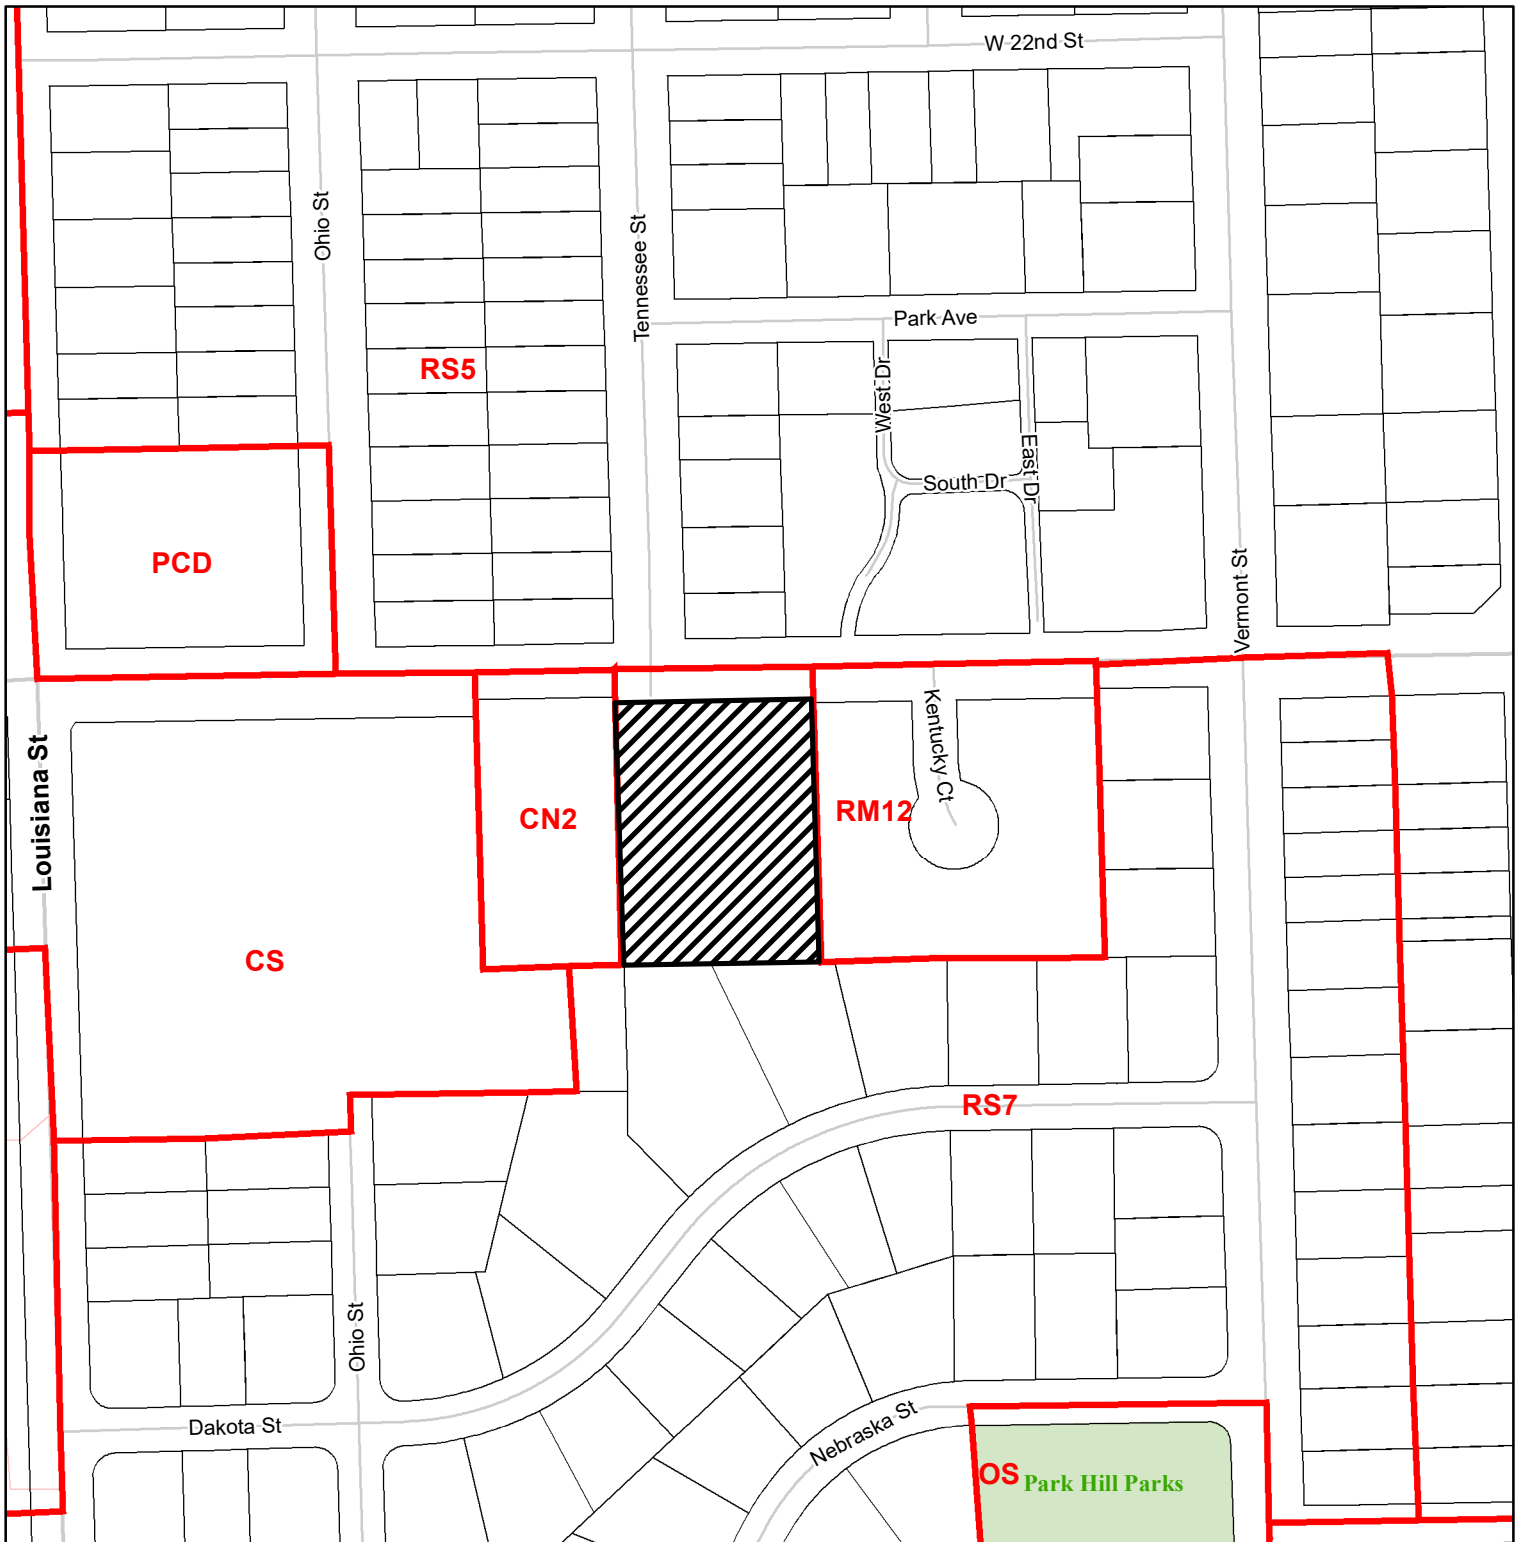 W 22nd St
Ohio St
Tennessee St
Park Ave
RS5
West Dr
East Dr
South Dr
PCD
Vermont St
Kentucky Ct
Louisiana St
CN2
RM12
CS
RS7
Ohio St
Dakota St
Nebraska St
OS
Park Hill Parks